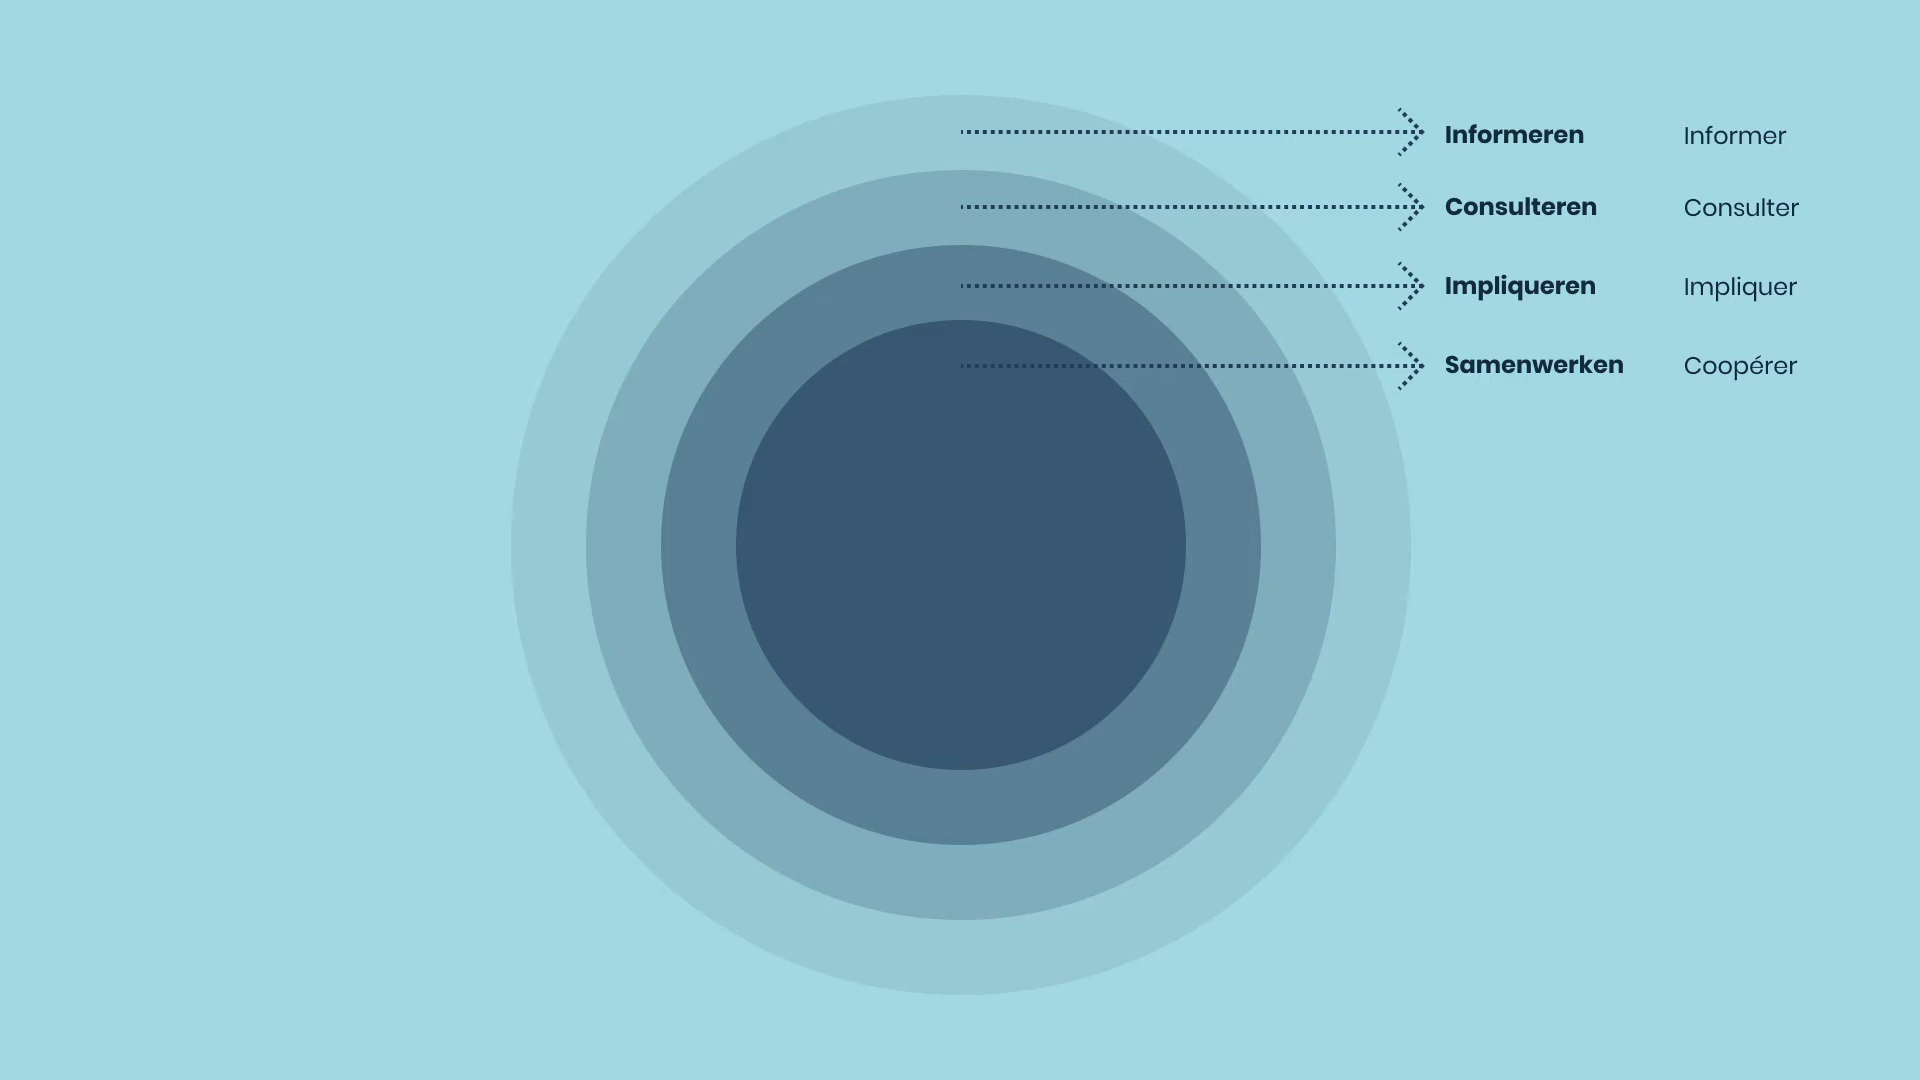 Informeren Informer
Consulteren Consulter
Impliqueren Impliquer
Samenwerken Coopérer